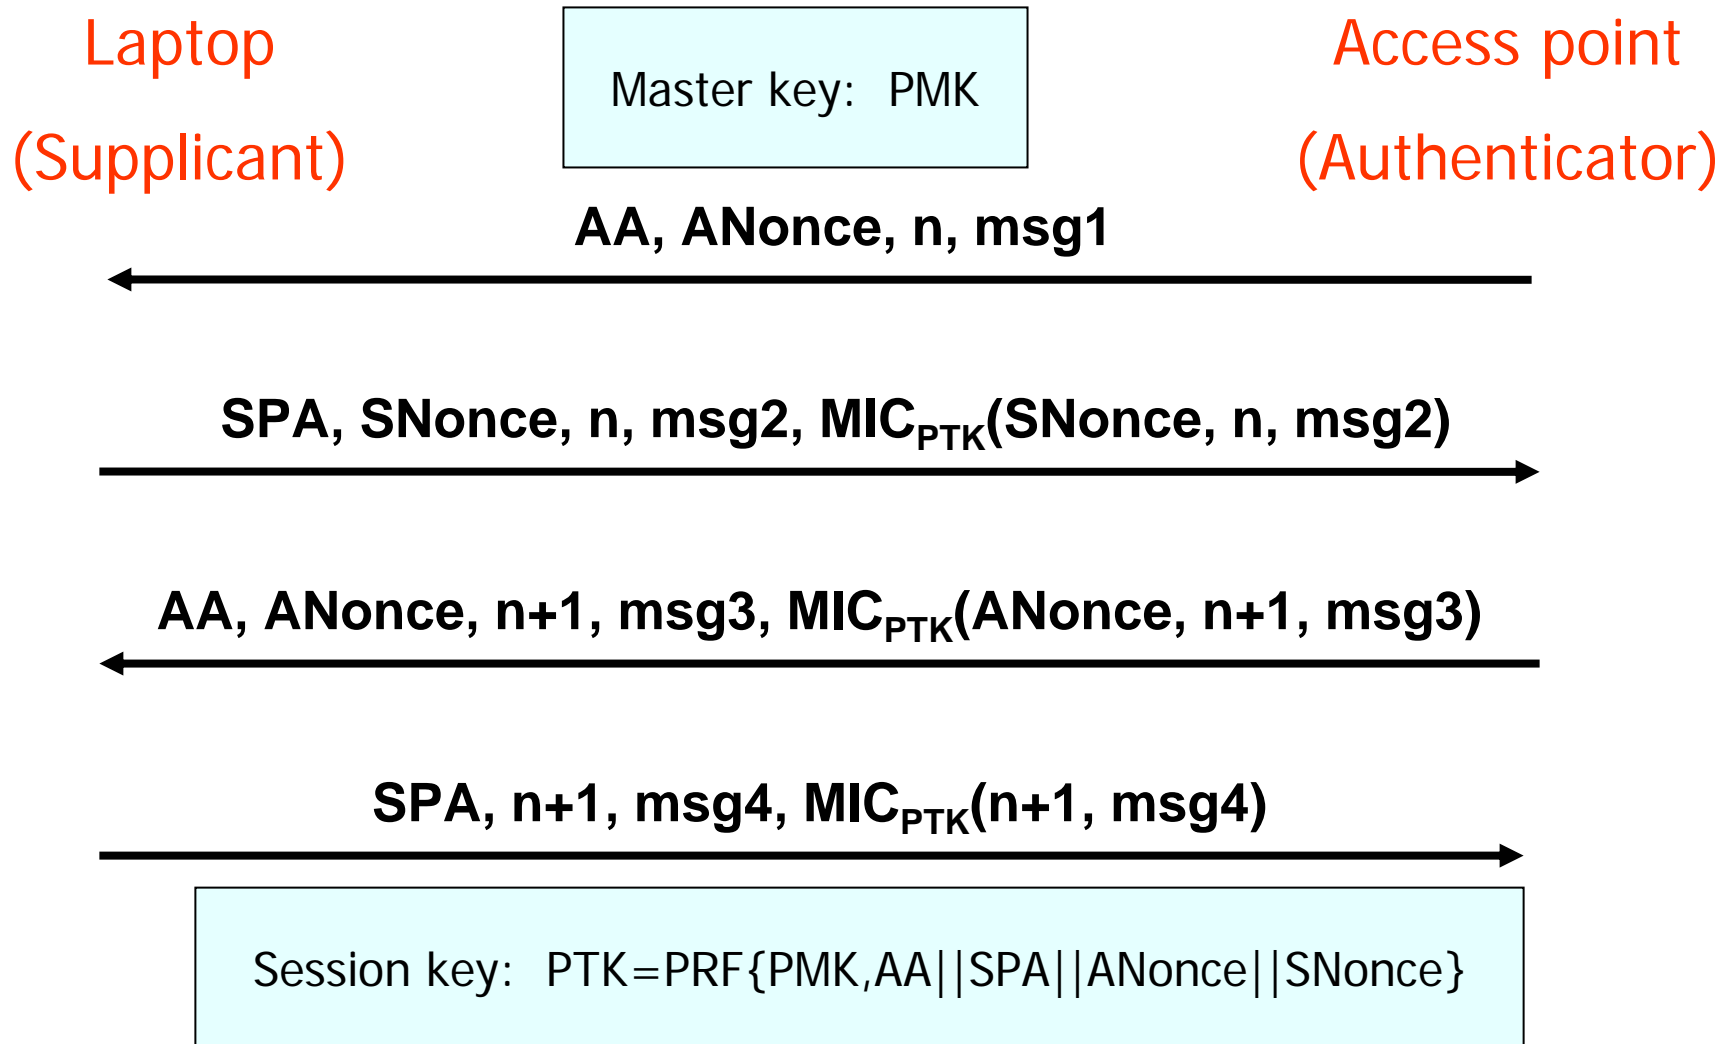 Laptop
(Supplicant)
Master key: PMK
Access point
(Authenticator)
AA, ANonce, n, msg1
SPA, SNonce, n, msg2, MICPTK(SNonce, n, msg2)
AA, ANonce, n+1, msg3, MICPTK(ANonce, n+1, msg3)
SPA, n+1, msg4, MICPTK(n+1, msg4)
Session key: PTK=PRF{PMK,AA||SPA||ANonce||SNonce}